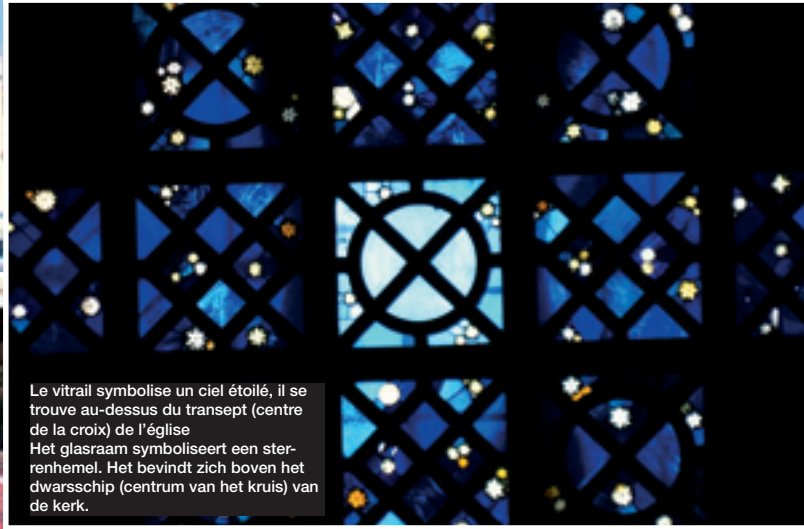 Le vitrail symbolise un ciel étoilé, il se
trouve au-dessus du transept (centre
de la croix) de l'église
Het glasraam symboliseert een ster-
renhemel. Het bevindt zich boven het
dwarsschip (centrum van het kruis) van
de kerk.